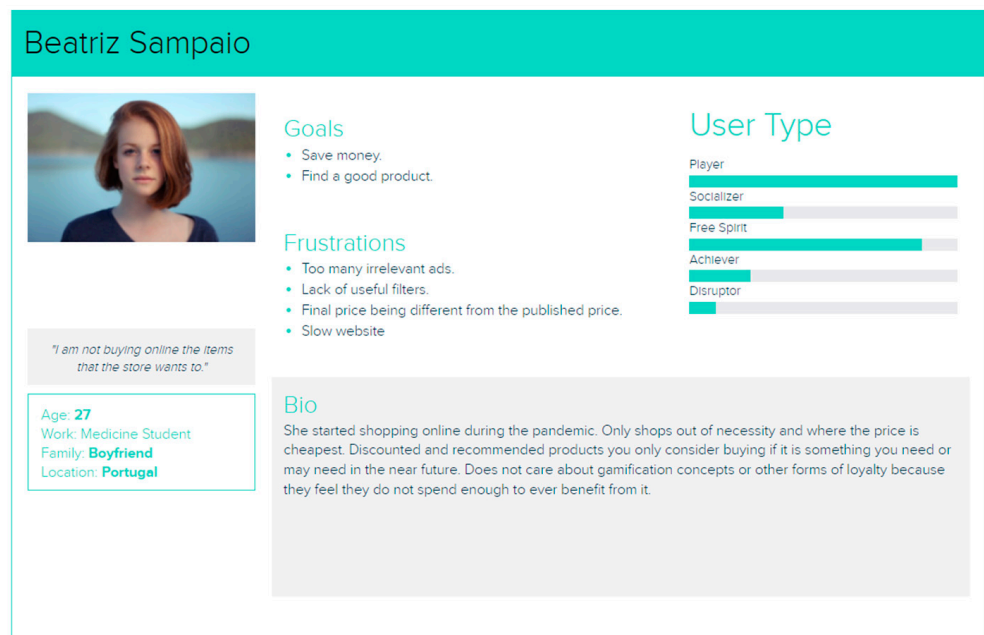 Beatriz Sampaio
Goals
• Save money.
• Find a good product.
Frustrations
• Too many irrelevant ads.
• Lack of useful filters.
• Final price being different from the published price.
• Slow website
User Type
Player
Socializer
Free Spirit
Achiever
Disruptor
"I am not buying online the items
that the store wants to."
Age: 27
Work: Medicine Student
Family: Boyfriend
Location: Portugal
Bio
She started shopping online during the pandemic. Only shops out of necessity and where the price is
cheapest. Discounted and recommended products you only consider buying if it is something you need or
may need in the near future. Does not care about gamification concepts or other forms of loyalty because
they feel they do not spend enough to ever benefit from it.